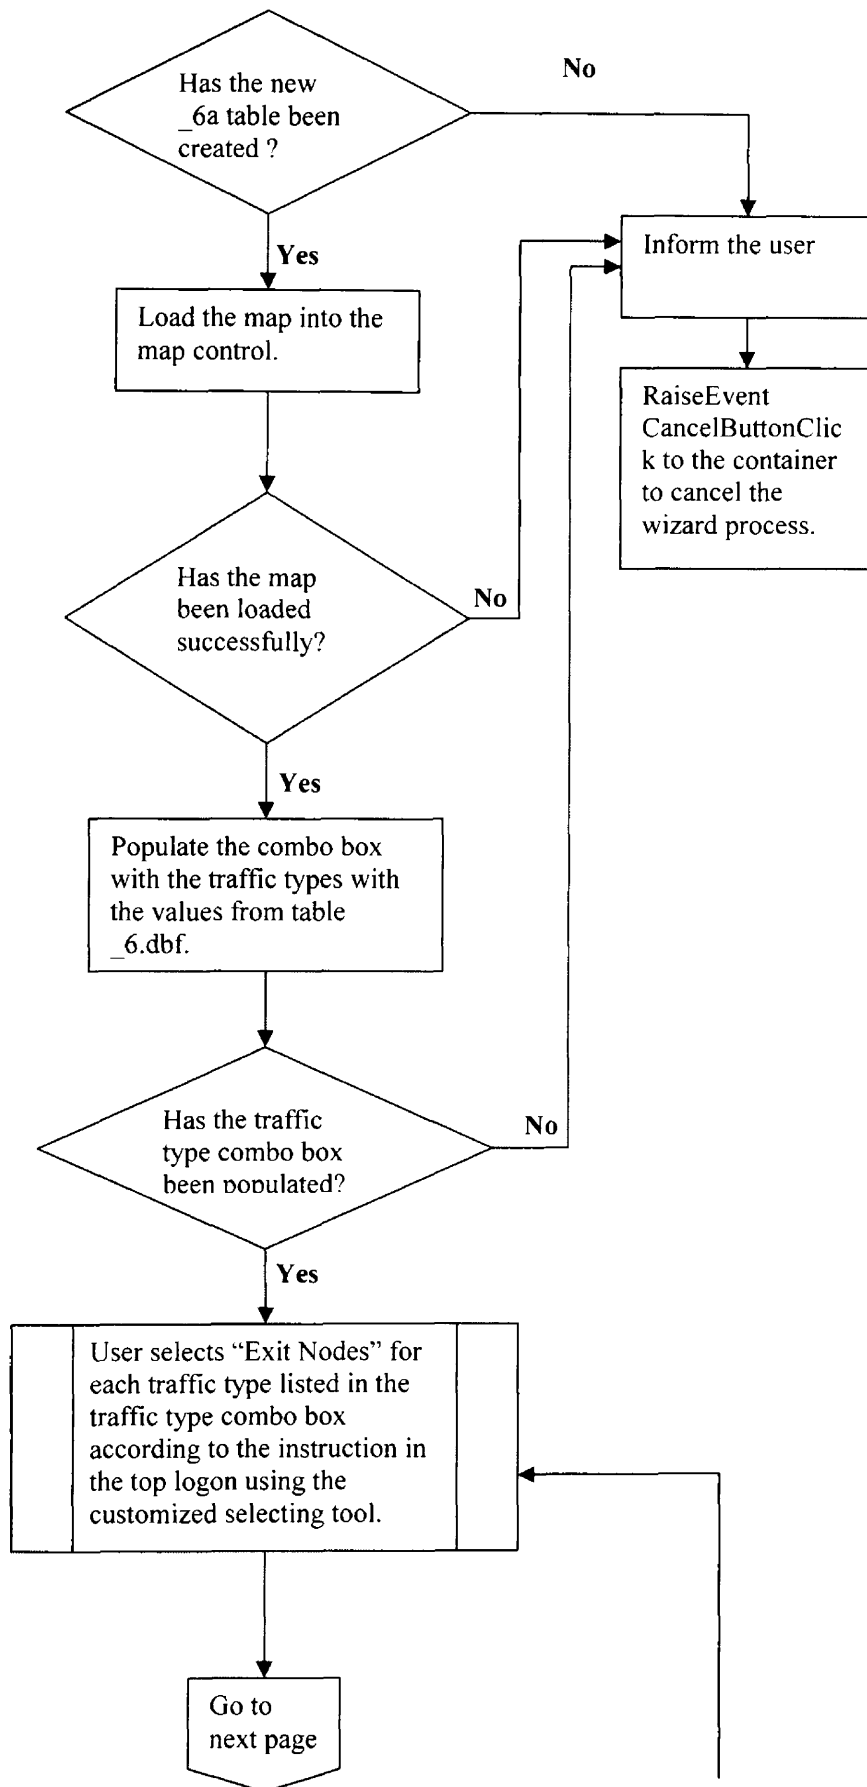 Has the new
_6a table been
created ?
No
Yes
Inform the user
Load the map into the
map control.
RaiseEvent
CancelButtonClic
k to the container
to cancel the
wizard process.
Has the map
been loaded
successfully?
No
Yes
Populate the combo box
with the traffic types with
the values from table
_6.dbf.
Has the traffic
type combo box
been populated?
No
Yes
User selects “Exit Nodes” for
each traffic type listed in the
traffic type combo box
according to the instruction in
the top logon using the
customized selecting tool.
Go to
next page